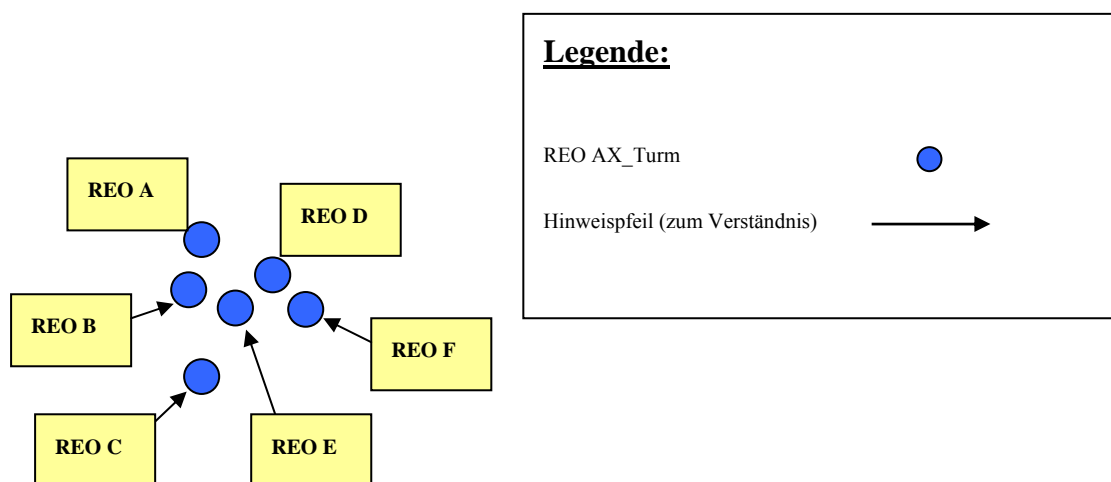 Legende:
REO AX_Turm
Hinweispfeil (zum Verständnis)
REO A
REO D
REO B
REO F
REO C
REO E